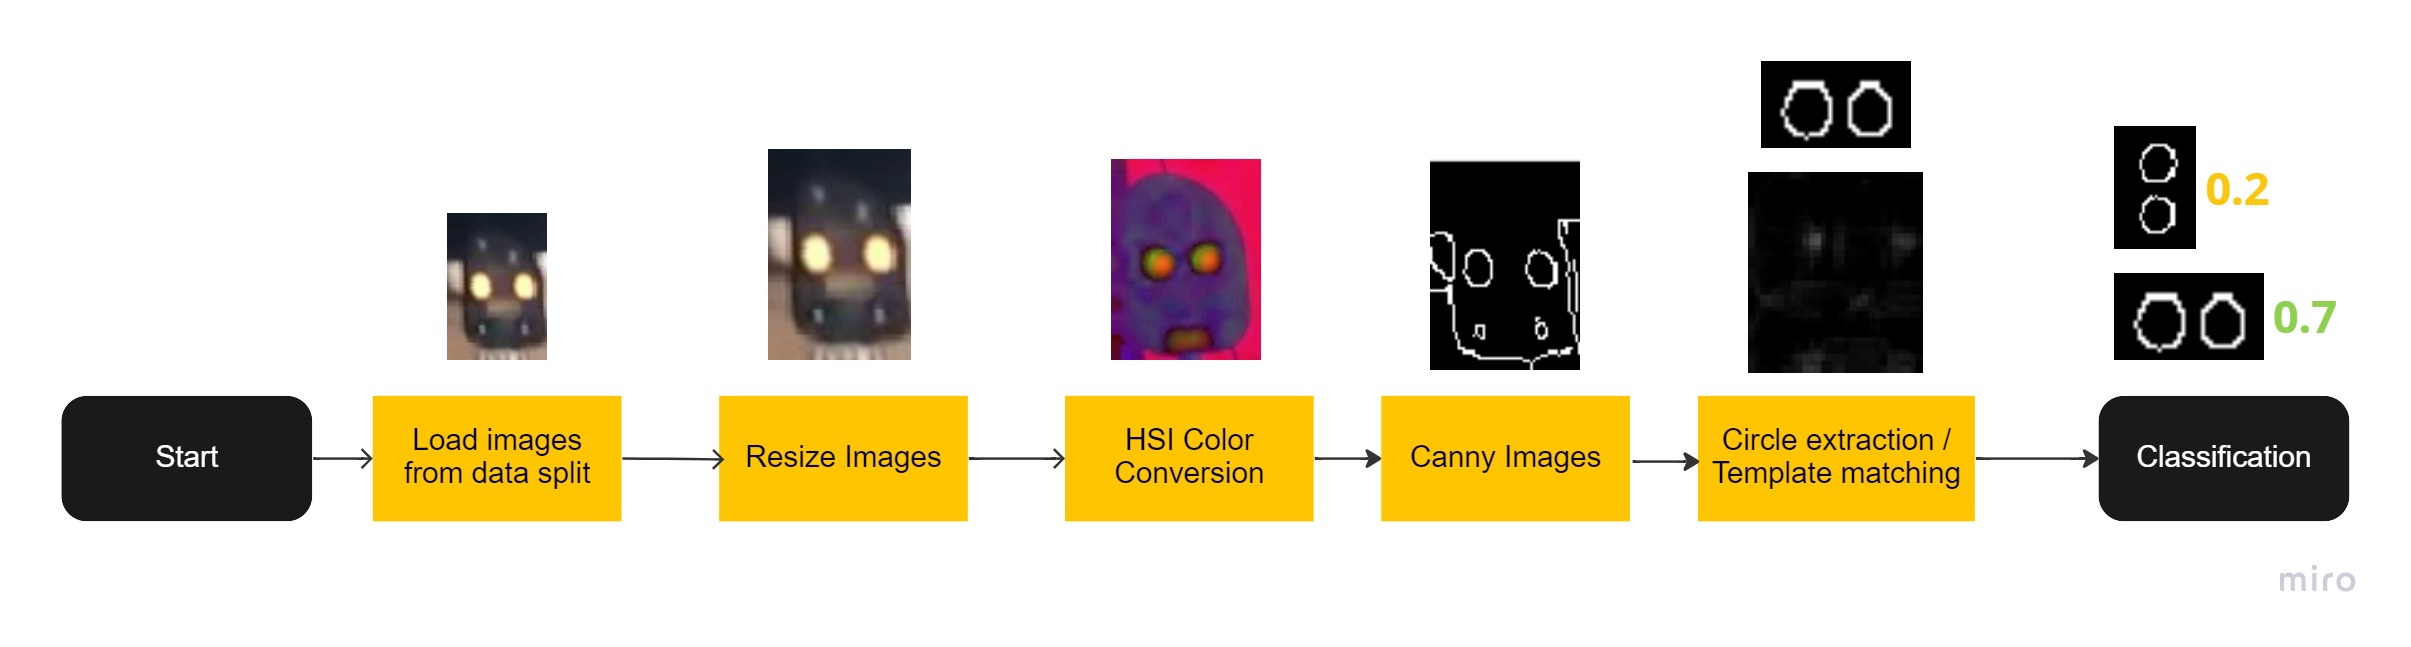 0.2
0.7
Start
Load images
from data split
Resize Images
HSI Color
Conversion
Canny Images
Circle extraction /
Template matching
Classification
miro